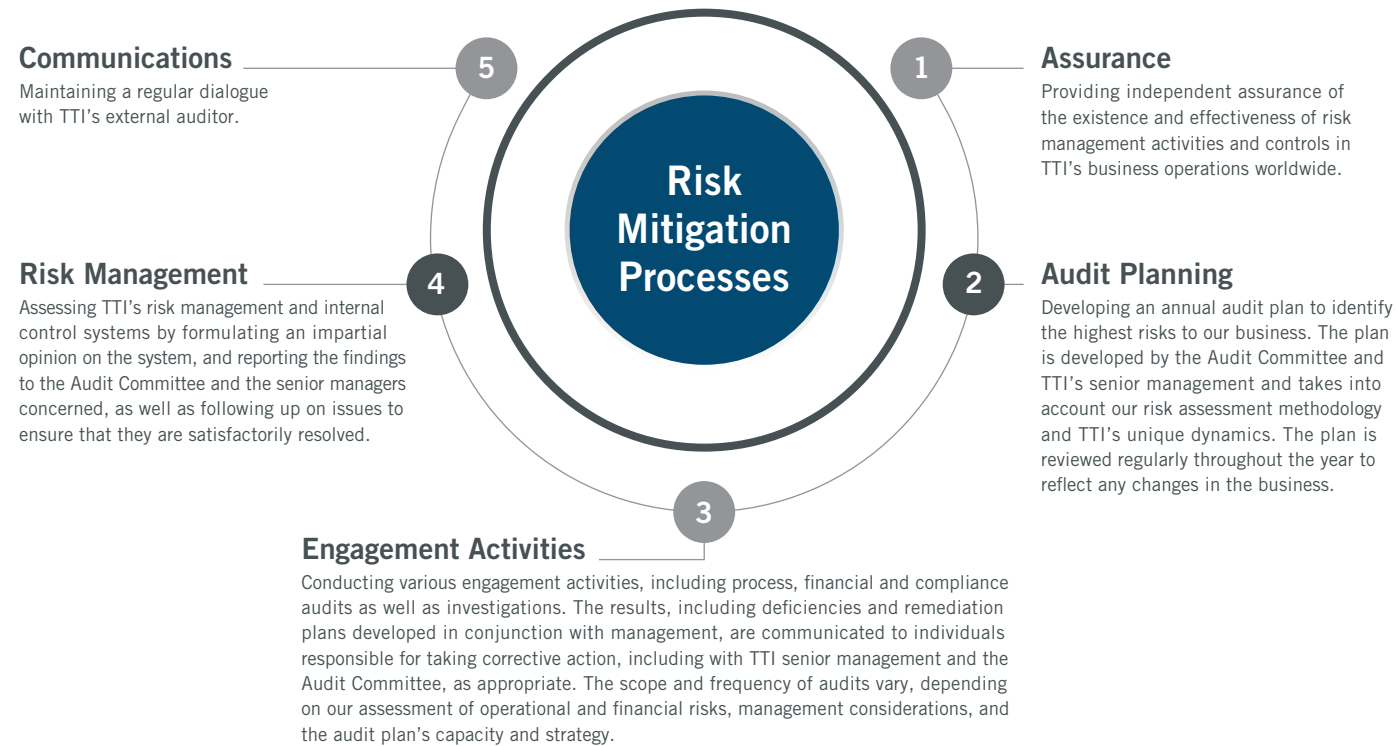 Risk
Mitigation
Processes
1
Assurance
Providing independent assurance of
the existence and effectiveness of risk
management activities and controls in
TTI's business operations worldwide.
2
Audit Planning
Developing an annual audit plan to identify
the highest risks to our business. The plan
is developed by the Audit Committee and
TTI's senior management and takes into
account our risk assessment methodology
and TTI's unique dynamics. The plan is
reviewed regularly throughout the year to
reflect any changes in the business.
3
Engagement Activities
Conducting various engagement activities, including process, financial and compliance
audits as well as investigations. The results, including deficiencies and remediation
plans developed in conjunction with management, are communicated to individuals
responsible for taking corrective action, including with TTI senior management and the
Audit Committee, as appropriate. The scope and frequency of audits vary, depending
on our assessment of operational and financial risks, management considerations, and
the audit plan's capacity and strategy.
4
Risk Management
Assessing TTI's risk management and internal
control systems by formulating an impartial
opinion on the system, and reporting the findings
to the Audit Committee and the senior managers
concerned, as well as following up on issues to
ensure that they are satisfactorily resolved.
5
Communications
Maintaining a regular dialogue
with TTI's external auditor.